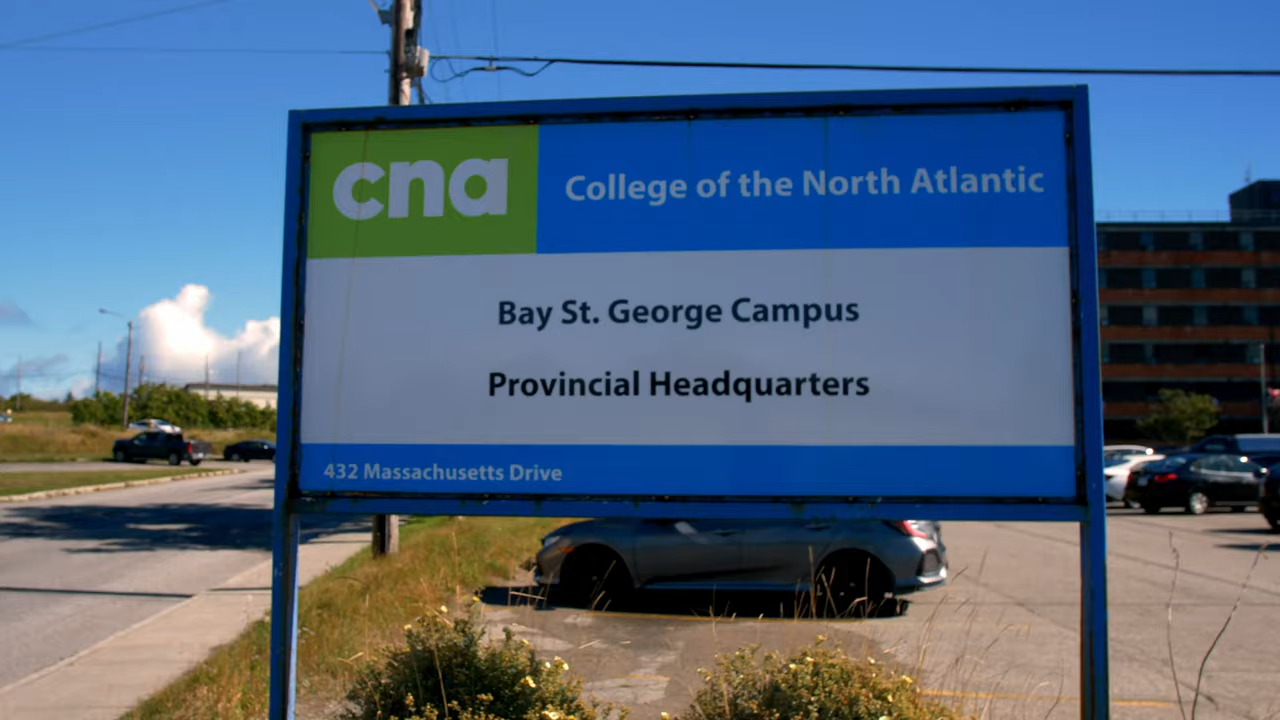 cna
College of the North Atlantic
Bay St. George Campus
Provincial Headquarters
432 Massachusetts Drive